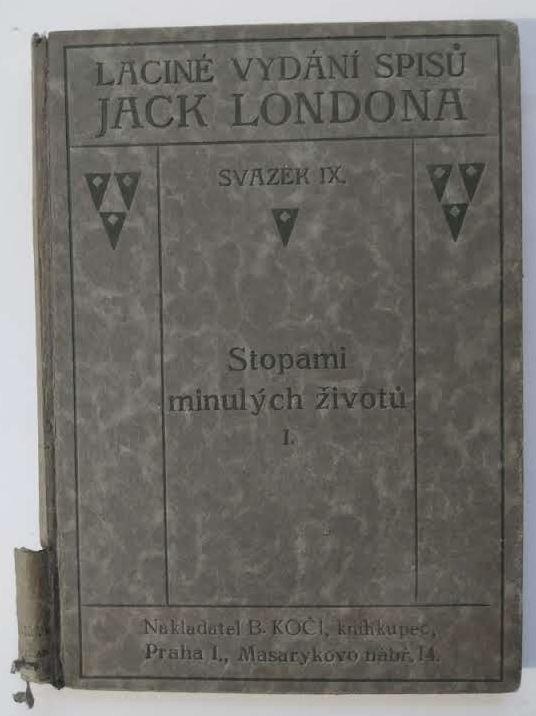 LACINÉ VYDÁNÍ SPISŮ
JACK LONDONA
SVAZEK IX.
Stopami
minulých životů
I.
Nakladatel B. KOČÍ, knihkupec,
Praha I., Masarykovo nábř. 14.